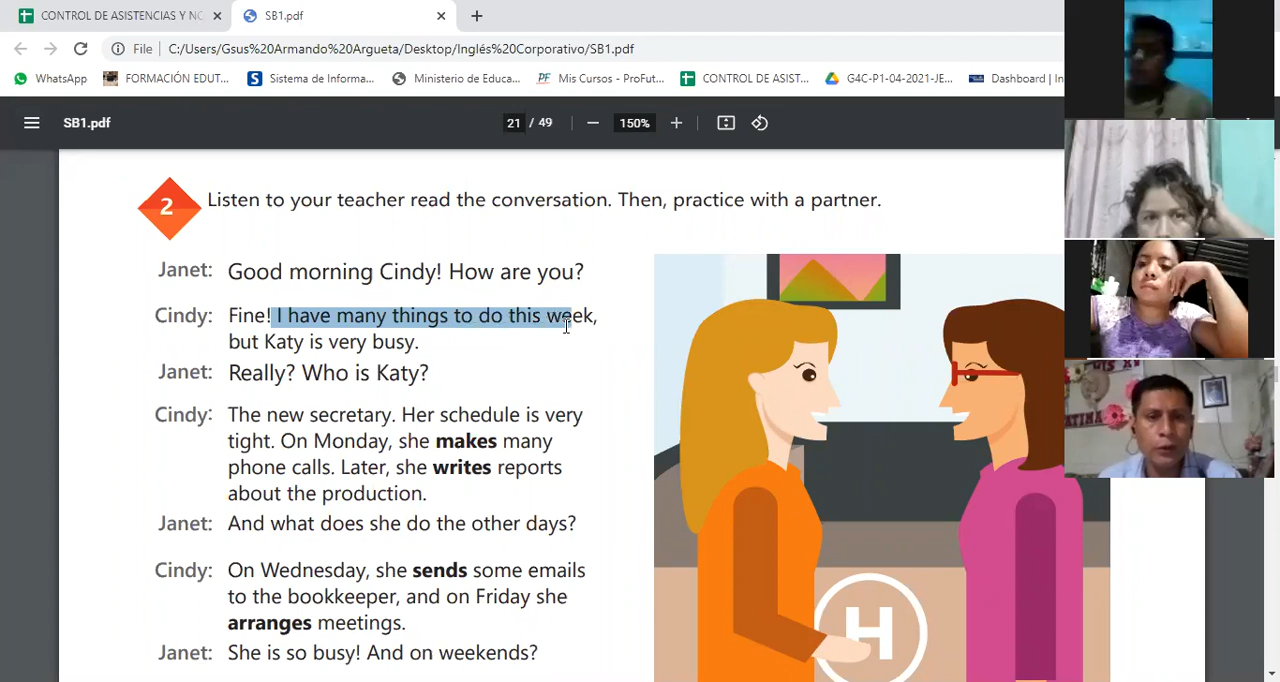 CONTROL DE ASISTENCIAS Y NO
SB1.pdf
File
C:/Users/Gsus%20Armando%20Argueta/Desktop/Inglés%20Corporativo/SB1.pdf
WhatsApp
FORMACIÓN EDUT...
Sistema de Informa...
Ministerio de Educa...
PF Mis Cursos - ProFut...
CONTROL DE ASIST...
G4C-P1-04-2021-JE...
Dashboard | In
SB1.pdf
21 / 49
150%
2
Listen to your teacher read the conversation. Then, practice with a partner.
Janet: Good morning Cindy! How are you?
Cindy: Fine! I have many things to do this week,
but Katy is very busy.
Janet: Really? Who is Katy?
Cindy: The new secretary. Her schedule is very
tight. On Monday, she makes many
phone calls. Later, she writes reports
about the production.
Janet: And what does she do the other days?
Cindy: On Wednesday, she sends some emails
to the bookkeeper, and on Friday she
arranges meetings.
Janet: She is so busy! And on weekends?
H